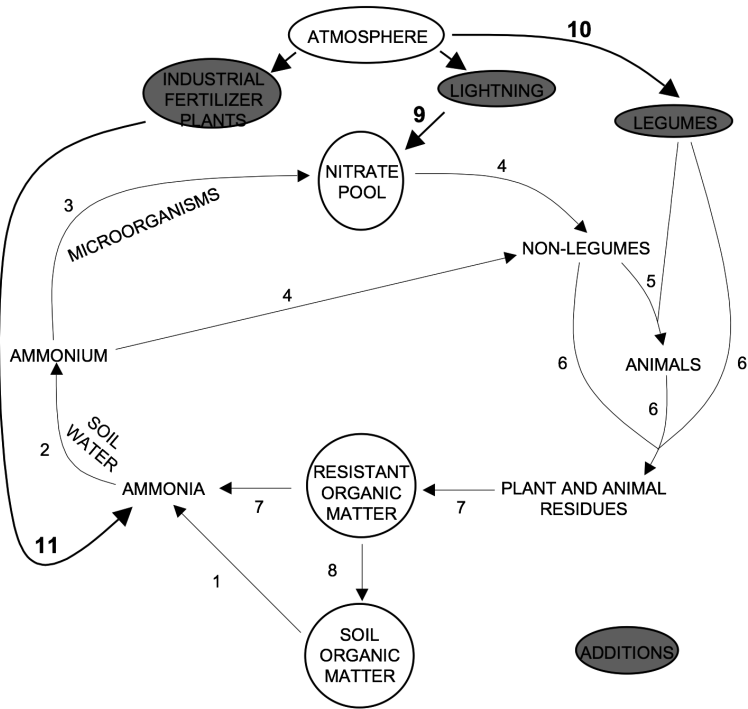 ATMOSPHERE
10
INDUSTRIAL
FERTILIZER
PLANTS
LIGHTNING
LEGUMES
9
NITRATE
POOL
4
3
MICROORGANISMS
NON-LEGUMES
5
4
AMMONIUM
ANIMALS
6
6
6
SOIL
WATER
2
RESISTANT
ORGANIC
MATTER
AMMONIA
7
7
PLANT AND ANIMAL
RESIDUES
11
8
1
SOIL
ORGANIC
MATTER
ADDITIONS